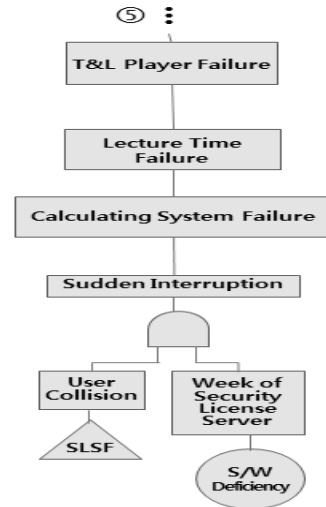 ⑤
T&L Player Failure
Lecture Time
Failure
Calculating System Failure
Sudden Interruption
User
Collision
Week of
Security
License
Server
SLSF
S/W
Deficiency